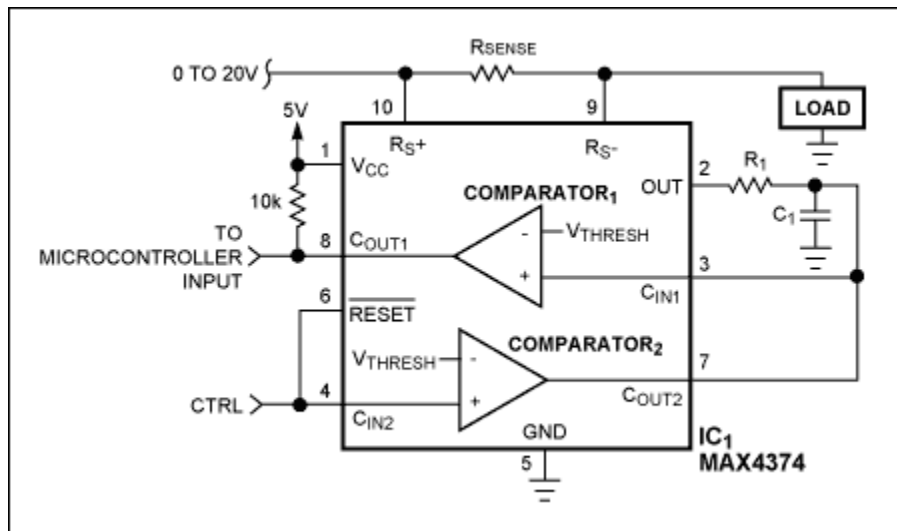 RSENSE
0 TO 20V
10
9
LOAD
5V
1
RS+
RS-
2
R1
VCC
OUT
COMPARATOR1
10k
C1
-
VTHRESH
TO
MICROCONTROLLER
INPUT
8
COUT1
+
3
CIN1
6
RESET
COMPARATOR2
VTHRESH
-
7
CTRL
4
+
CIN2
COUT2
GND
5
IC1
MAX4374